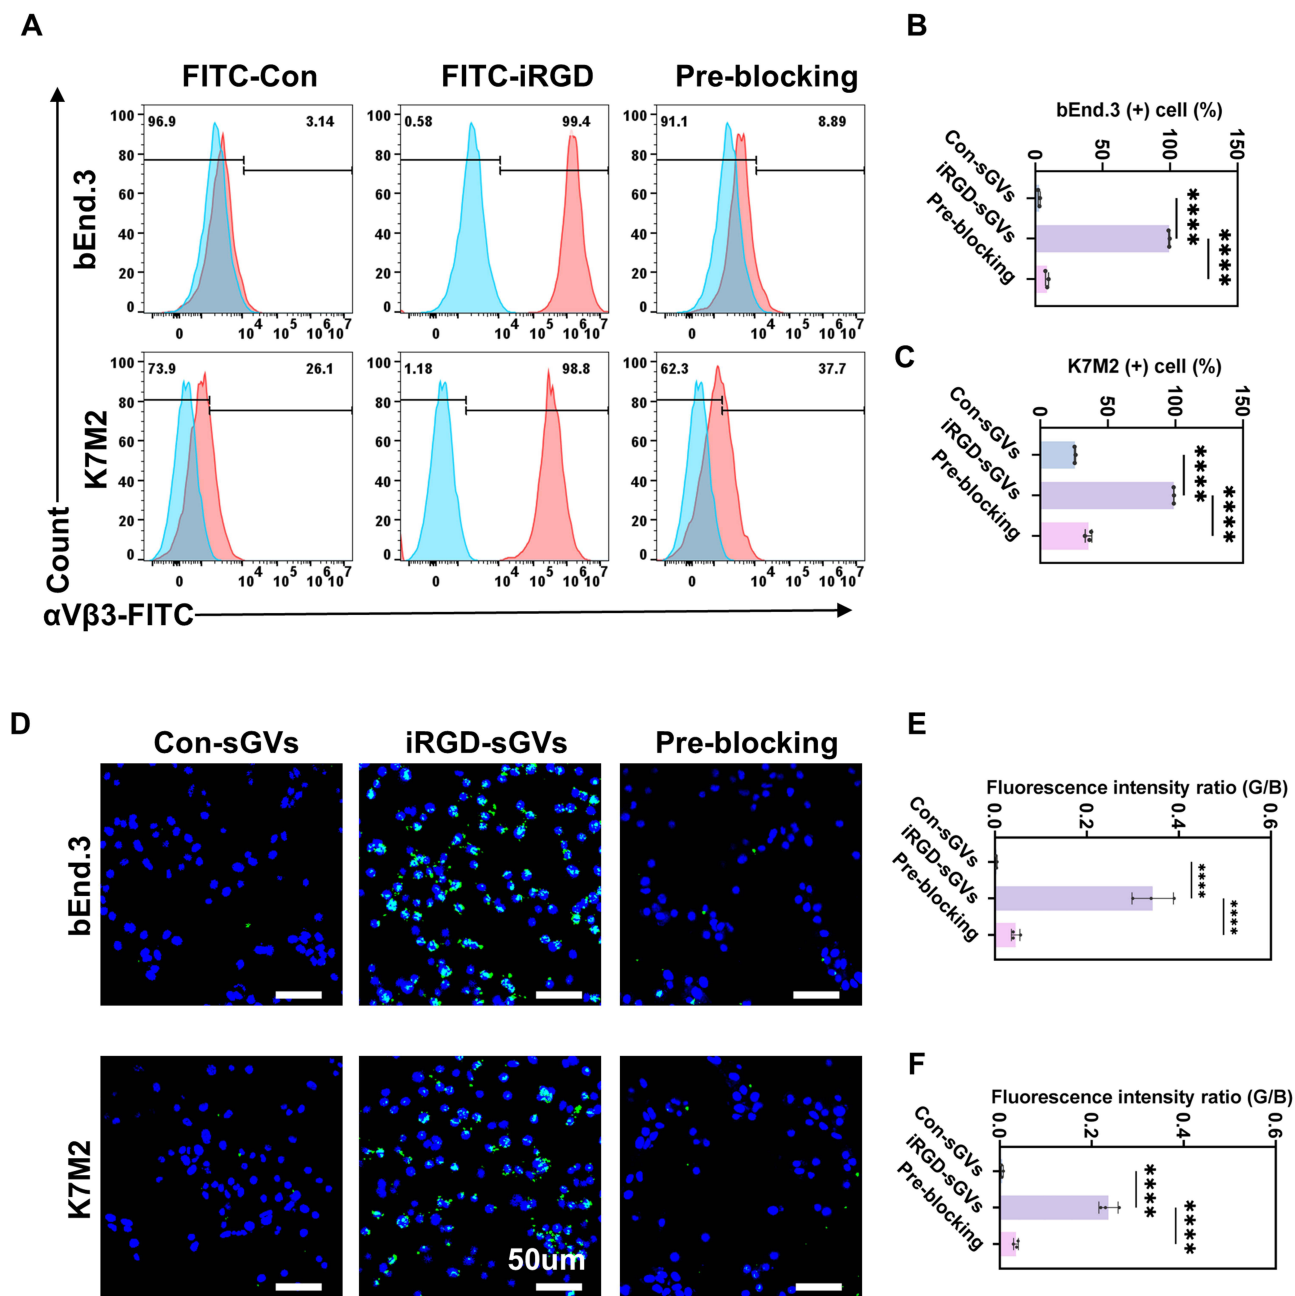 A
FITC-Con
FITC-iRGD
Pre-blocking
bEnd.3
100
80
60
40
20
0
96.9
3.14
0
10^4
10^5
10^6
10^7
100
80
60
40
20
0
0.58
99.4
0
10^4
10^5
10^6
10^7
100
80
60
40
20
0
91.1
8.89
0
10^4
10^5
10^6
10^7
K7M2
100
80
60
40
20
0
73.9
26.1
0
10^4
10^5
10^6
10^7
100
80
60
40
20
0
1.18
98.8
0
10^4
10^5
10^6
10^7
100
80
60
40
20
0
62.3
37.7
0
10^4
10^5
10^6
10^7
Count
αVβ3-FITC
B
bEnd.3 (+) cell (%)
0
50
100
150
Con-sGVs
iRGD-sGVs
Pre-blocking
****
****
C
K7M2 (+) cell (%)
0
50
100
150
Con-sGVs
iRGD-sGVs
Pre-blocking
****
****
D
Con-sGVs
iRGD-sGVs
Pre-blocking
bEnd.3
K7M2
50um
E
Fluorescence intensity ratio (G/B)
0.0
0.2
0.4
0.6
Con-sGVs
iRGD-sGVs
Pre-blocking
****
****
F
Fluorescence intensity ratio (G/B)
0.0
0.2
0.4
0.6
Con-sGVs
iRGD-sGVs
Pre-blocking
****
****